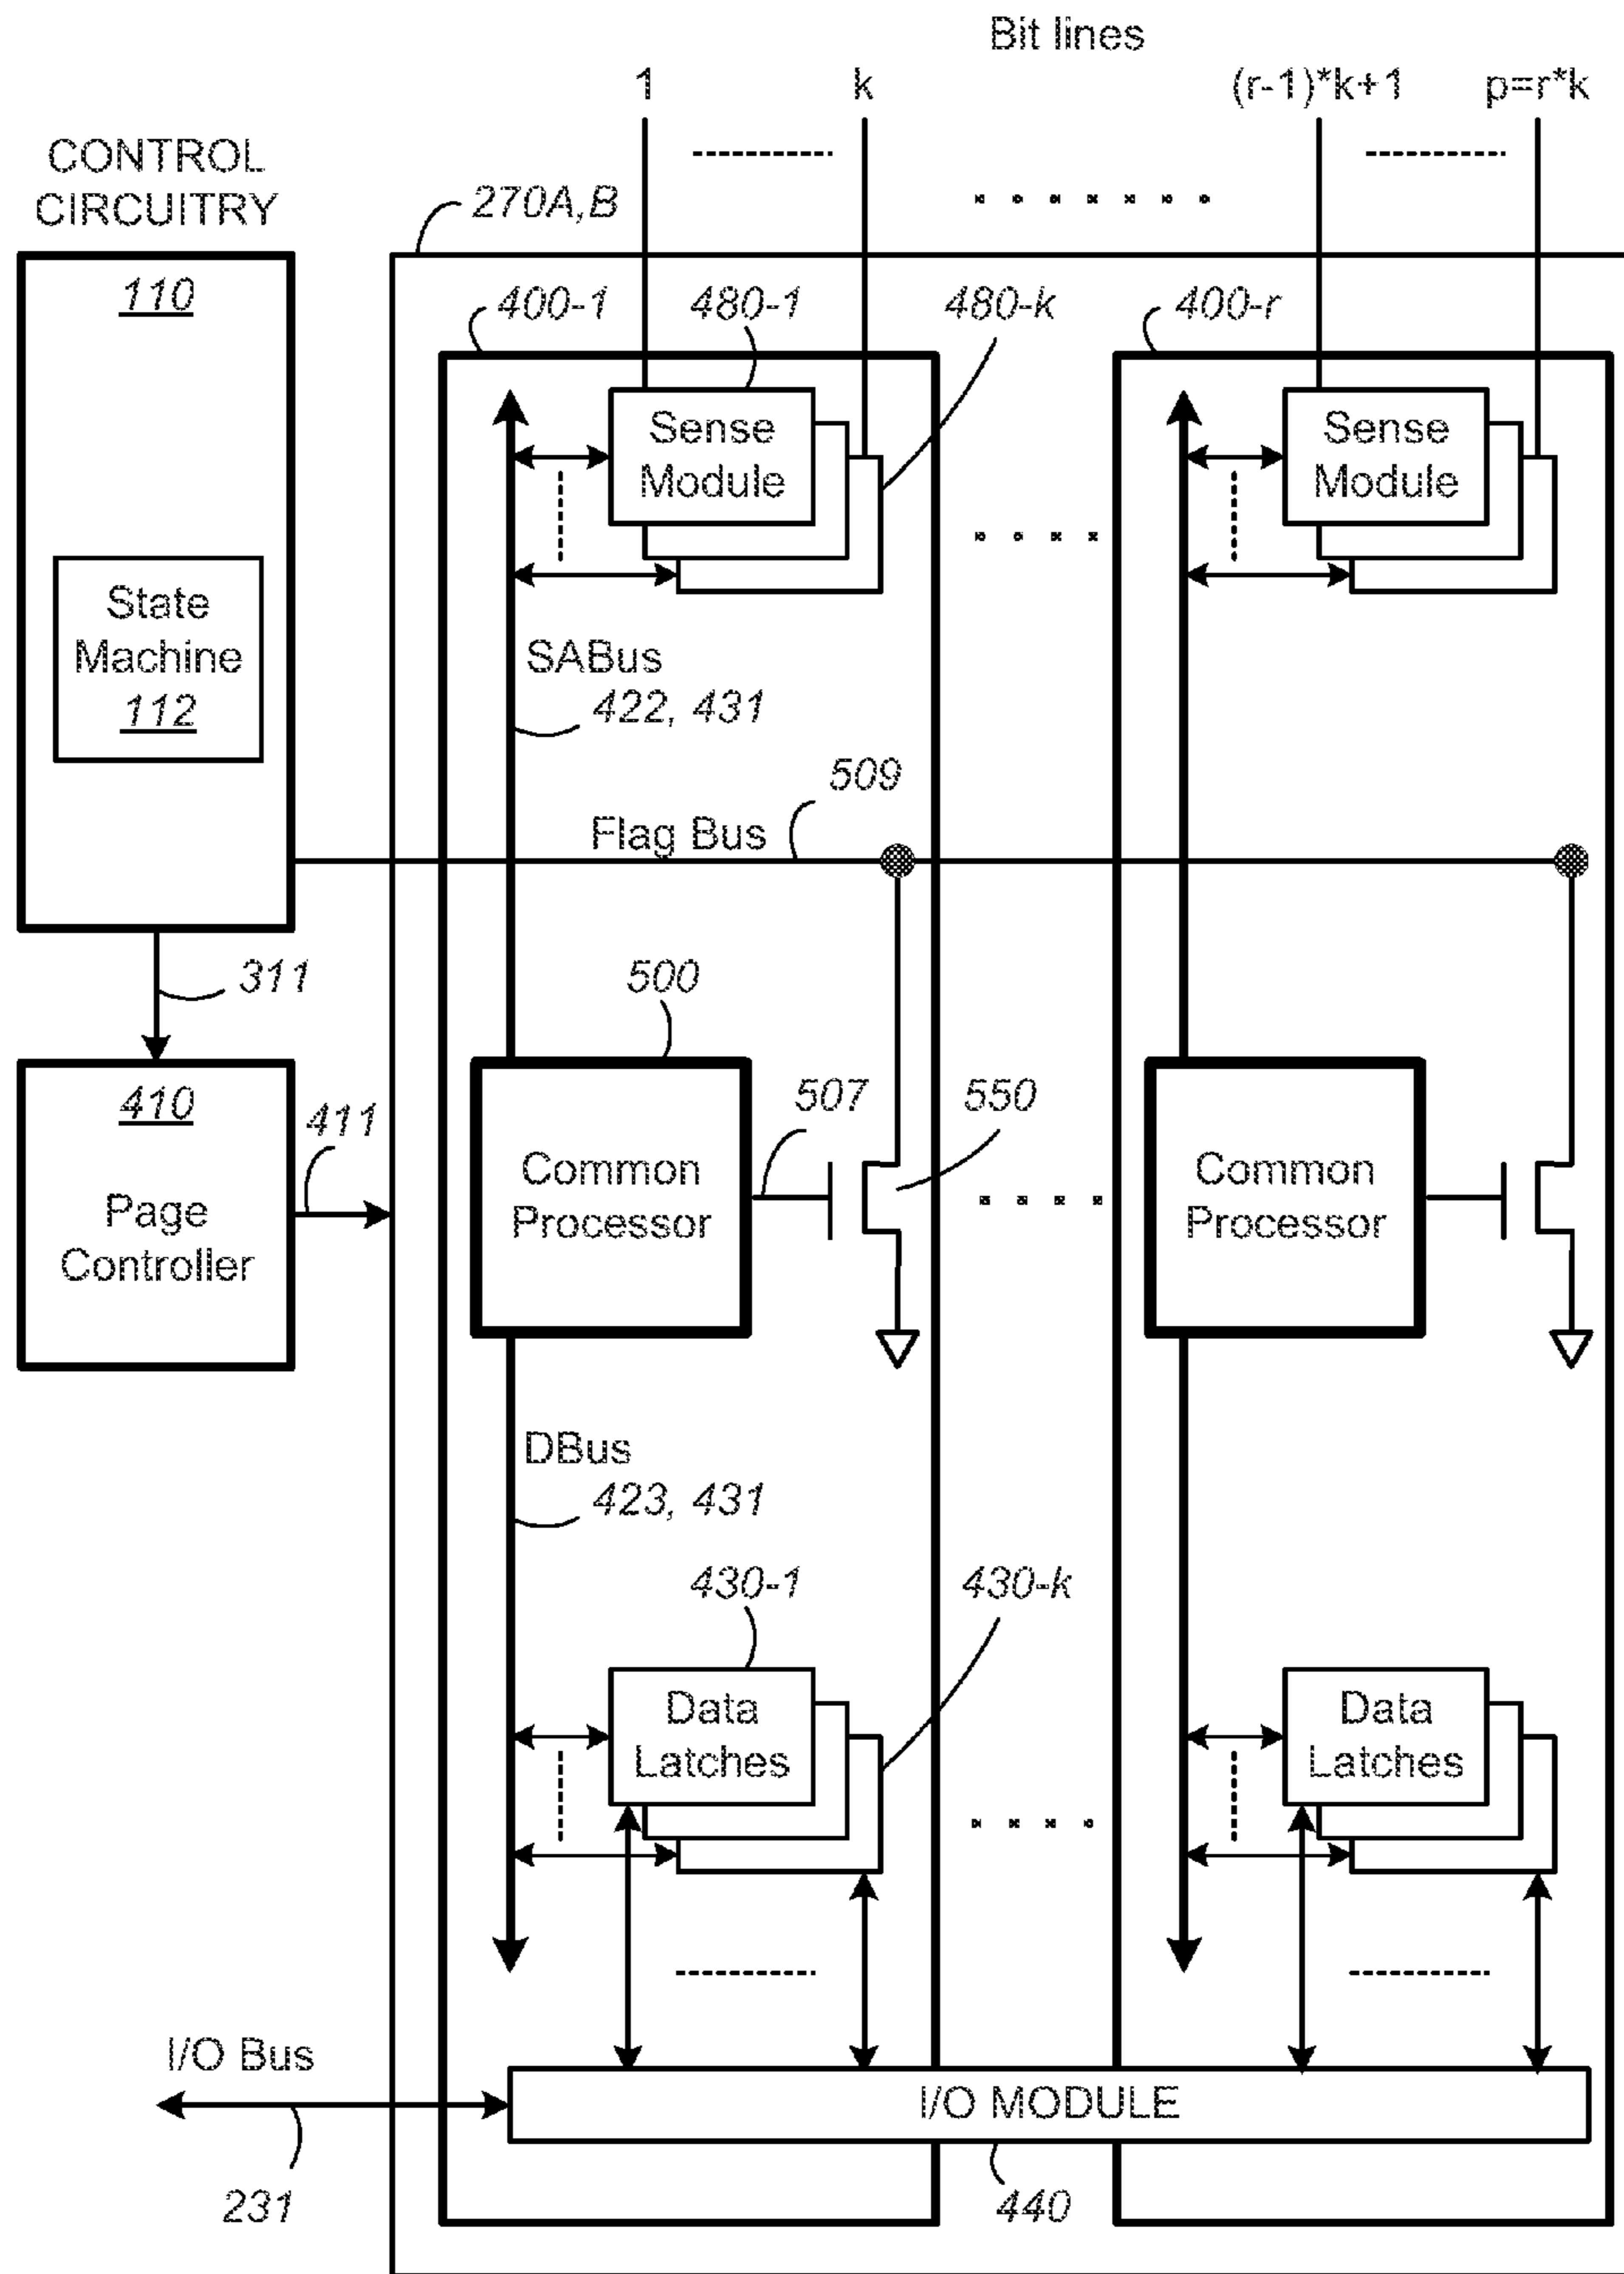 Bit lines
1
k
(r-1)*k+1
p=r*k
CONTROL
CIRCUITRY
270A,B
110
400-1
480-1
480-k
400-r
Sense
Module
Sense
Module
State
Machine
112
SABus
422, 431
509
Flag Bus
311
500
410
Page
Controller
411
Common
Processor
507
550
Common
Processor
DBus
423, 431
430-1
430-k
Data
Latches
Data
Latches
I/O Bus
231
I/O MODULE
440